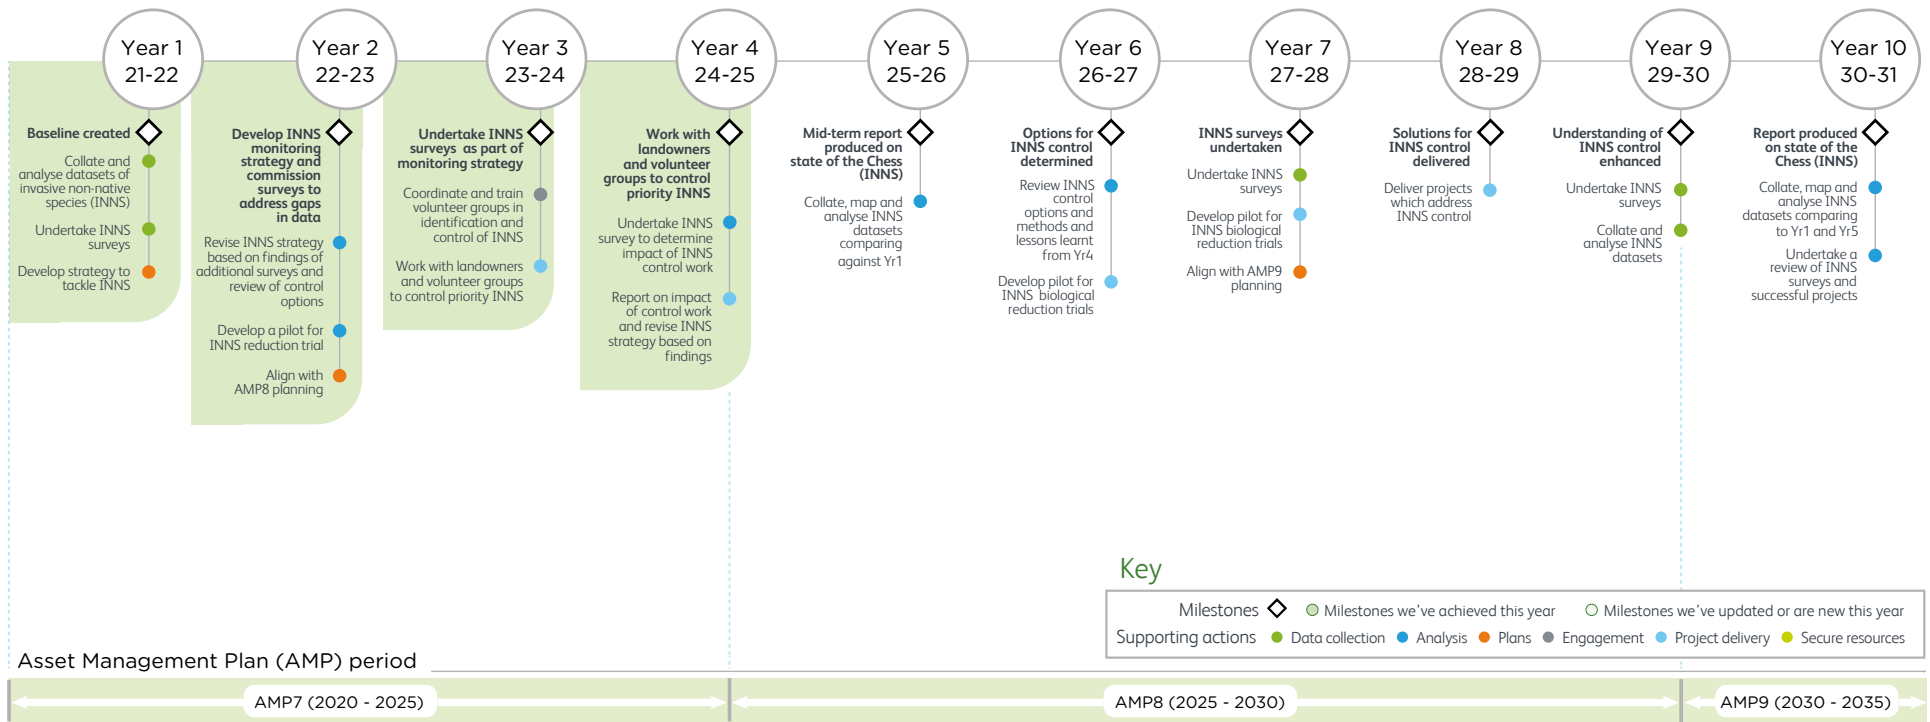 Year 1
21-22
Year 2
22-23
Year 3
23-24
Year 4
24-25
Year 5
25-26
Year 6
26-27
Year 7
27-28
Year 8
28-29
Year 9
29-30
Year 10
30-31
Baseline created
Collate and
analyse datasets of
invasive non-native
species (INNS)
Undertake INNS
surveys
Develop strategy to
tackle INNS
Develop INNS
monitoring
strategy and
commission
surveys to
address gaps
in data
Revise INNS strategy
based on findings of
additional surveys and
review of control
options
Develop a pilot for
INNS reduction trial
Align with
AMP8 planning
Undertake INNS
surveys as part of
monitoring strategy
Coordinate and train
volunteer groups in
identification and
control of INNS
Work with landowners
and volunteer groups
to control priority INNS
Work with
landowners
and volunteer
groups to control
priority INNS
Undertake INNS
survey to determine
impact of INNS
control work
Report on impact
of control work
and revise INNS
strategy based on
findings
Mid-term report
produced on
state of the Chess
(INNS)
Collate, map and
analyse INNS
datasets
comparing
against Yr1
Options for
INNS control
determined
Review INNS
control
options and
methods and
lessons learnt
from Yr4
Develop pilot for
INNS biological
reduction trials
INNS surveys
undertaken
Undertake INNS
surveys
Develop pilot for
INNS biological
reduction trials
Align with AMP9
planning
Solutions for
INNS control
delivered
Deliver projects
which address
INNS control
Understanding of
INNS control
enhanced
Undertake INNS
surveys
Collate and
analyse INNS
datasets
Report produced
on state of the
Chess (INNS)
Collate, map and
analyse INNS
datasets comparing
to Yr1 and Yr5
Undertake a
review of INNS
surveys and
successful projects
Key
Milestones Milestones we've achieved this year Milestones we've updated or are new this year
Supporting actions Data collection Analysis Plans Engagement Project delivery Secure resources
Asset Management Plan (AMP) period
AMP7 (2020 - 2025)
AMP8 (2025 - 2030)
AMP9 (2030 - 2035)